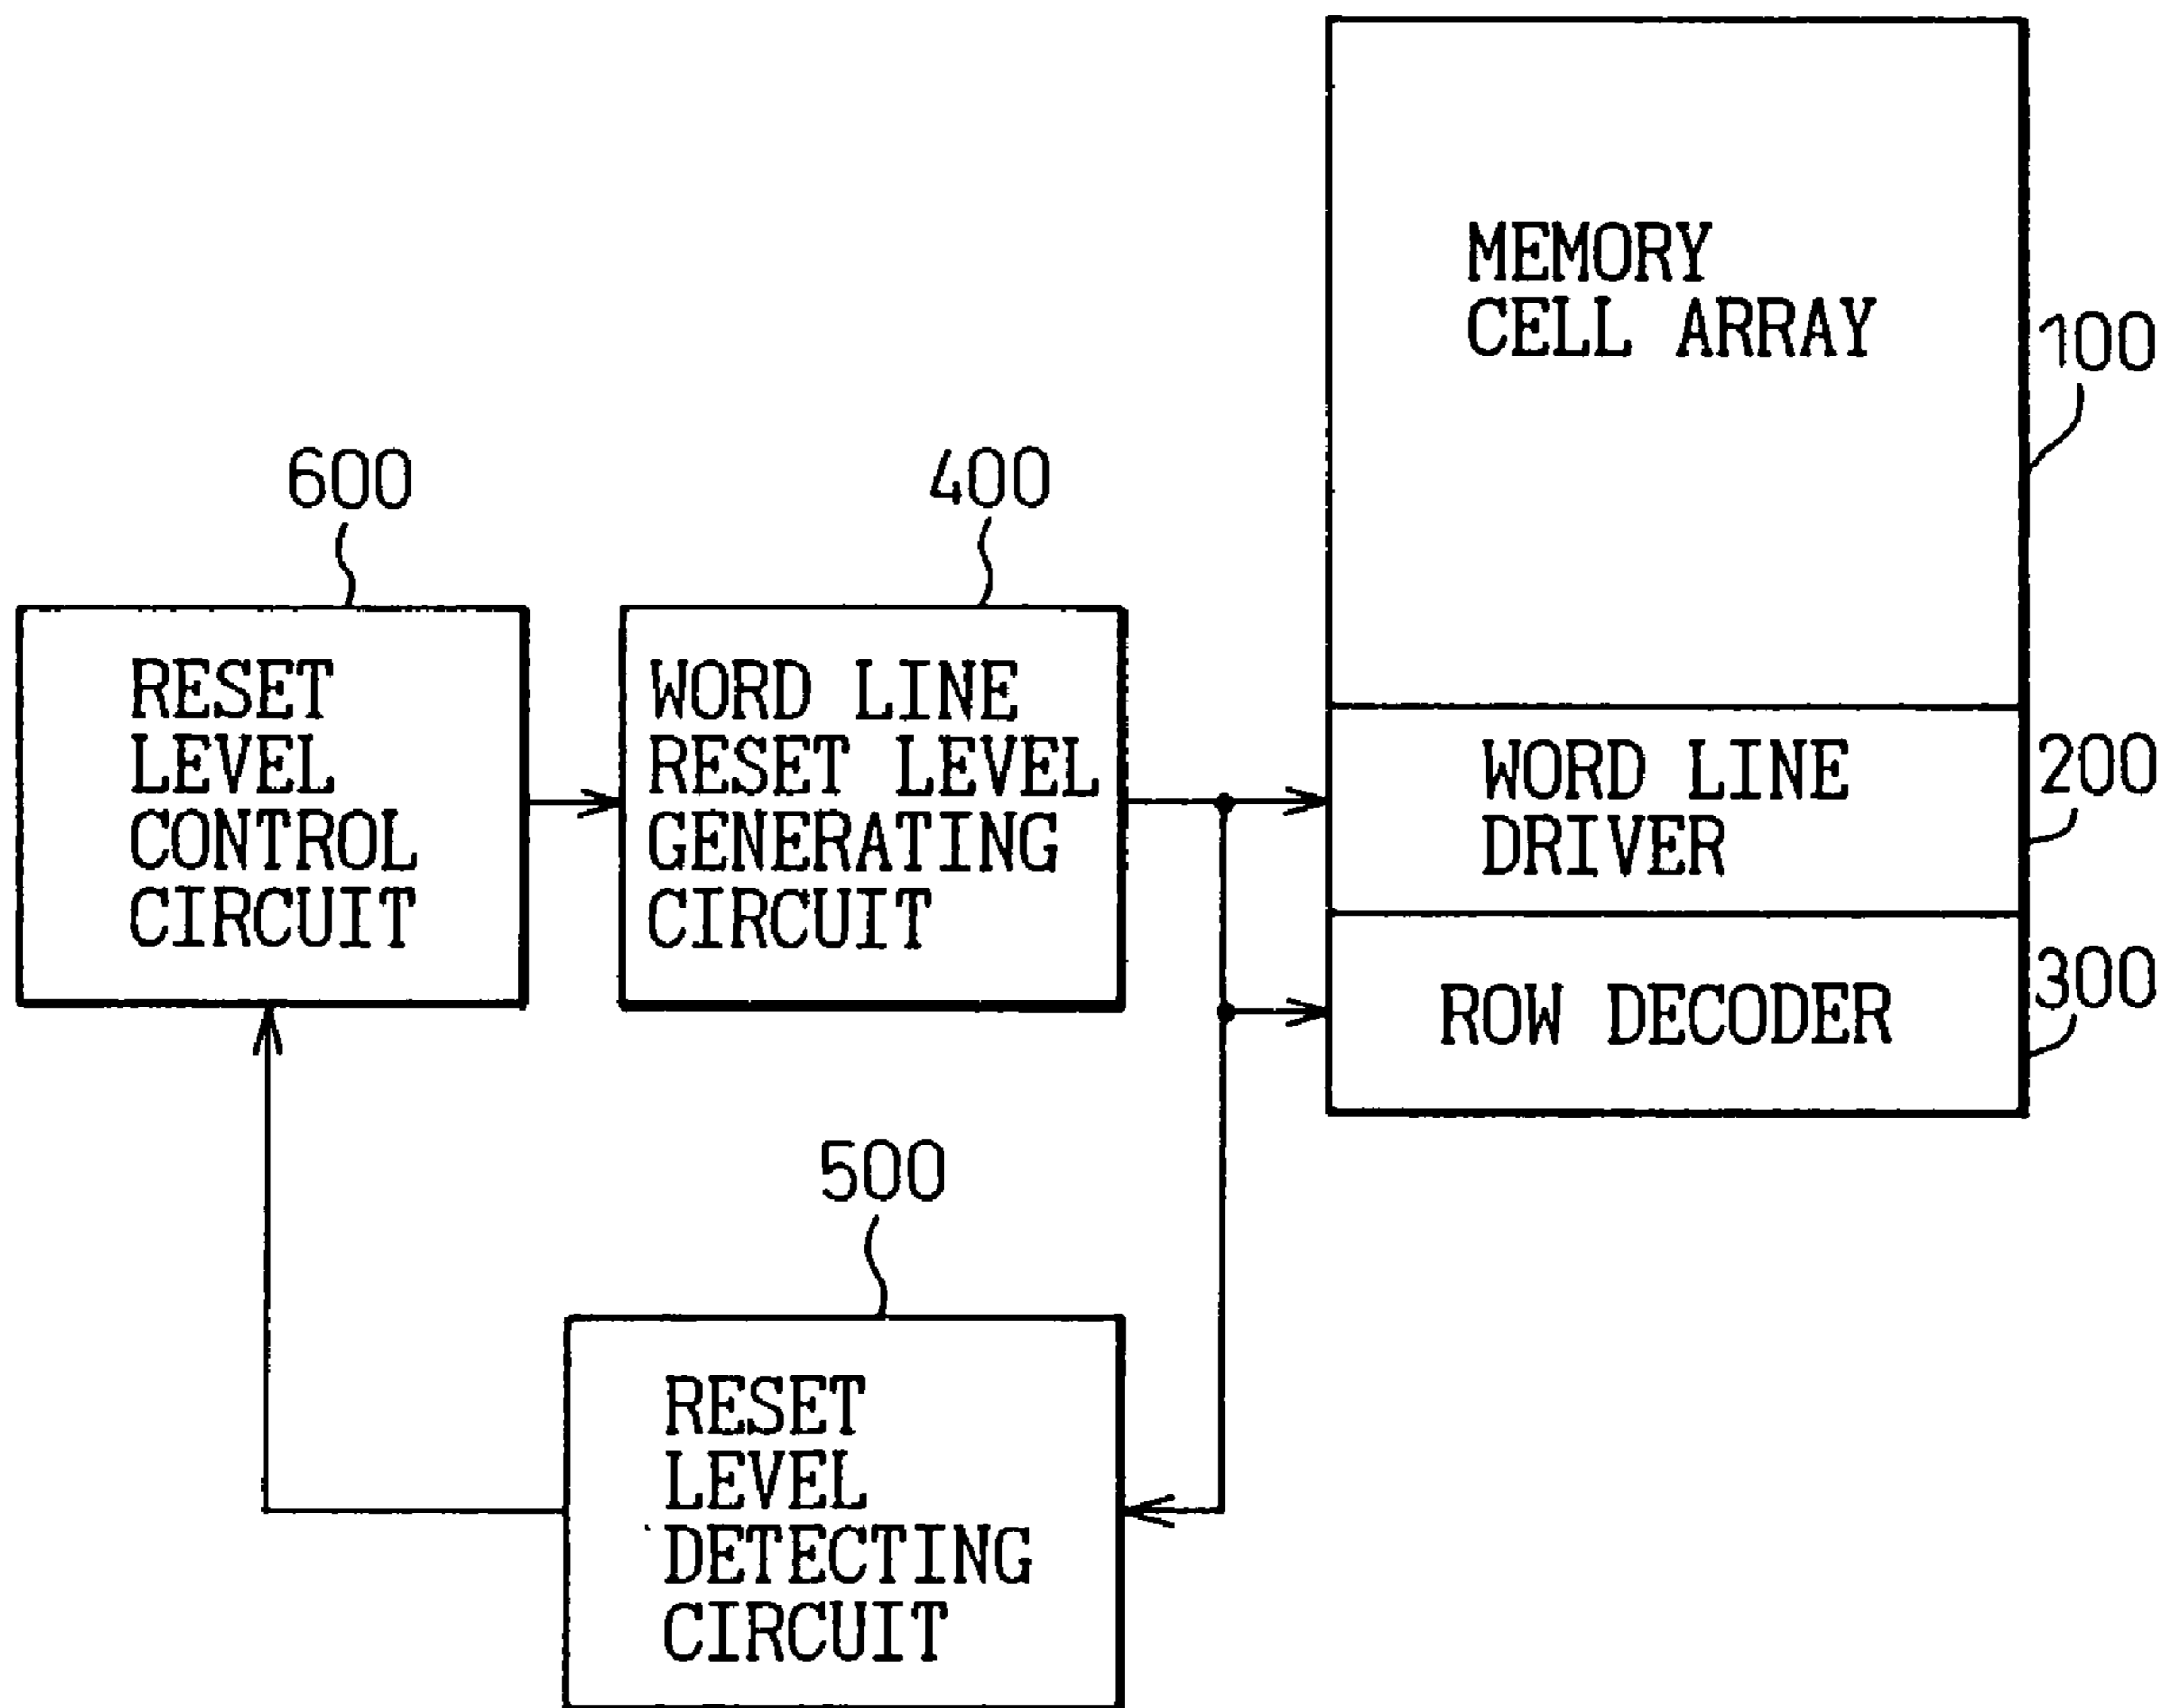 MEMORY
CELL ARRAY
100
600
400
RESET
LEVEL
CONTROL
CIRCUIT
WORD LINE
RESET LEVEL
GENERATING
CIRCUIT
WORD LINE
DRIVER
200
ROW DECODER
300
500
RESET
LEVEL
DETECTING
CIRCUIT